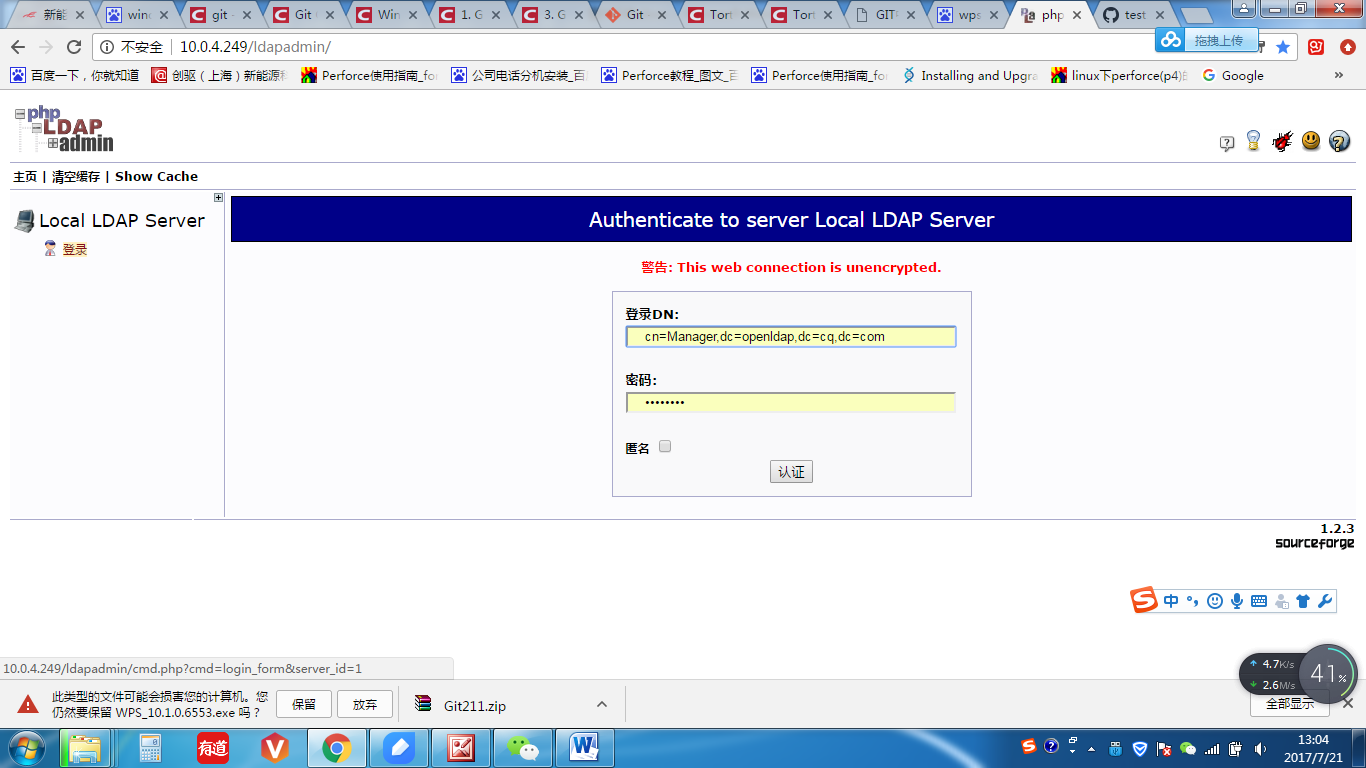 新能
wind
git -
Git
Win
1. G
3. G
Git
Tort
Tort
GIT
wps
php
test
不安全 | 10.0.4.249/ldapadmin/
拖拽上传
百度一下，你就知道
创驱（上海）新能源科
Perforce使用指南_for
公司电话分机安装_百
Perforce教程_图文_百
Perforce使用指南_for
Installing and Upgra
linux下perforce(p4)的
Google
»
php
LDAP
admin
主页 | 清空缓存 | Show Cache
Local LDAP Server
登录
Authenticate to server Local LDAP Server
警告: This web connection is unencrypted.
登录DN:
cn=Manager,dc=openldap,dc=cq,dc=com
密码:
••••••••
匿名
认证
1.2.3
sourceforge
中
10.0.4.249/ldapadmin/cmd.php?cmd=login_form&server_id=1
4.7K/s
2.6M/s
41%
此类型的文件可能会损害您的计算机。您
仍然要保留 WPS_10.1.0.6553.exe 吗？
保留
放弃
Git211.zip
全部显示
有道
13:04
2017/7/21